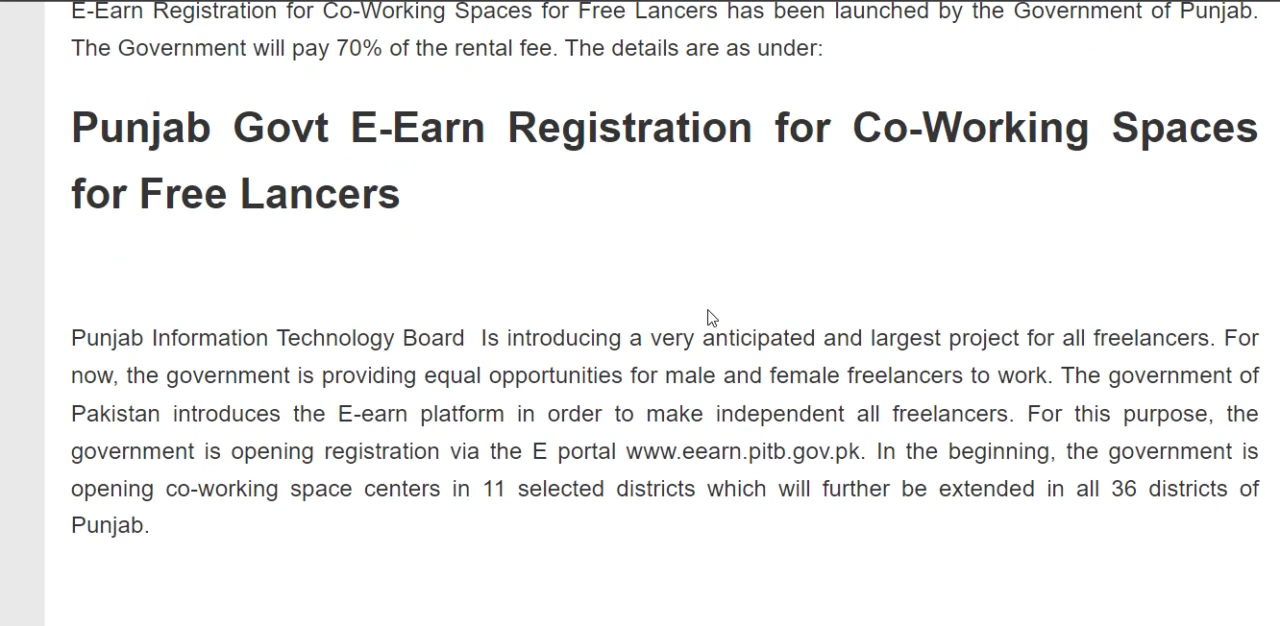 E-Earn Registration for Co-Working Spaces for Free Lancers has been launched by the Government of Punjab.
The Government will pay 70% of the rental fee. The details are as under:
Punjab Govt E-Earn Registration for Co-Working Spaces
for Free Lancers
Punjab Information Technology Board  Is introducing a very anticipated and largest project for all freelancers. For
now, the government is providing equal opportunities for male and female freelancers to work. The government of
Pakistan introduces the E-earn platform in order to make independent all freelancers. For this purpose, the
government is opening registration via the E portal www.eearn.pitb.gov.pk. In the beginning, the government is
opening co-working space centers in 11 selected districts which will further be extended in all 36 districts of
Punjab.